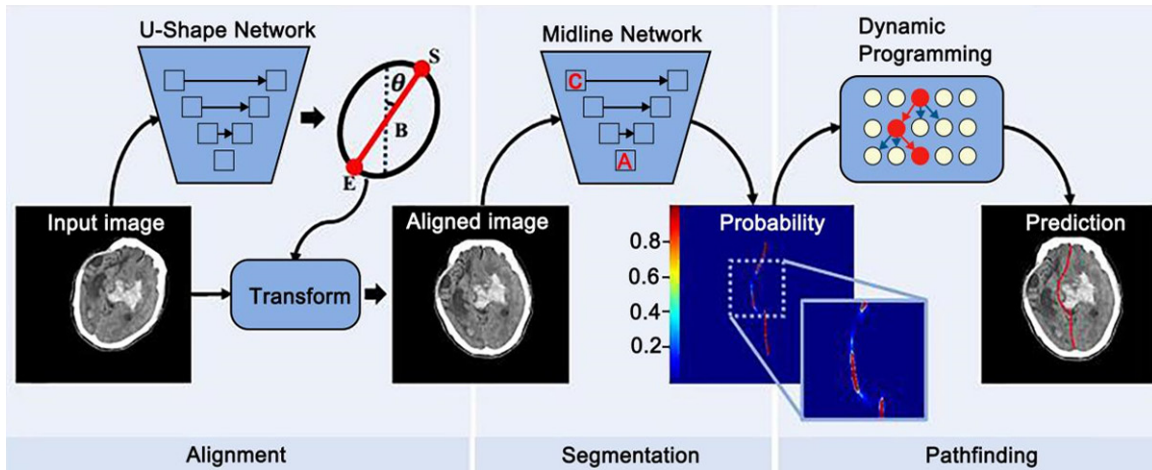 U-Shape Network
S
θ
B
E
Input image
Transform
Aligned image
Alignment
Midline Network
C
A
Probability
0.8
0.6
0.4
0.2
Segmentation
Dynamic
Programming
Prediction
Pathfinding